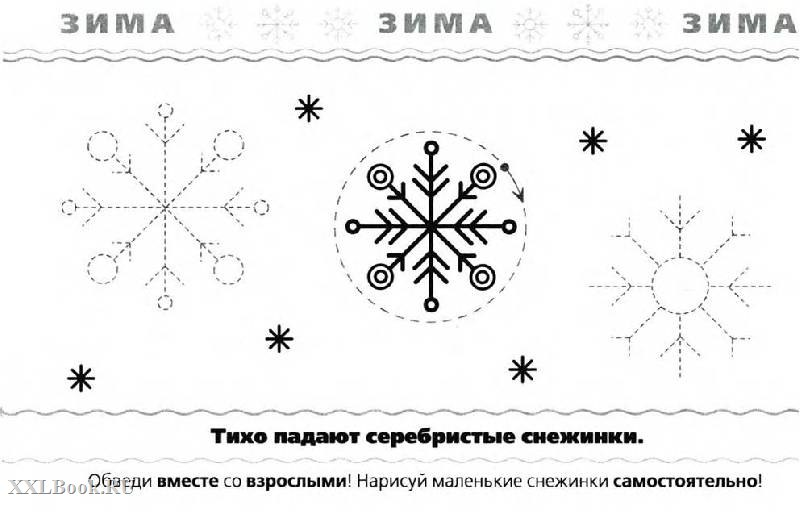 ЗИМА ЗИМА ЗИМА
Тихо падают серебристые снежинки.
Обведи вместе со взрослыми! Нарисуй маленькие снежинки самостоятельно!
XXLBook.RU